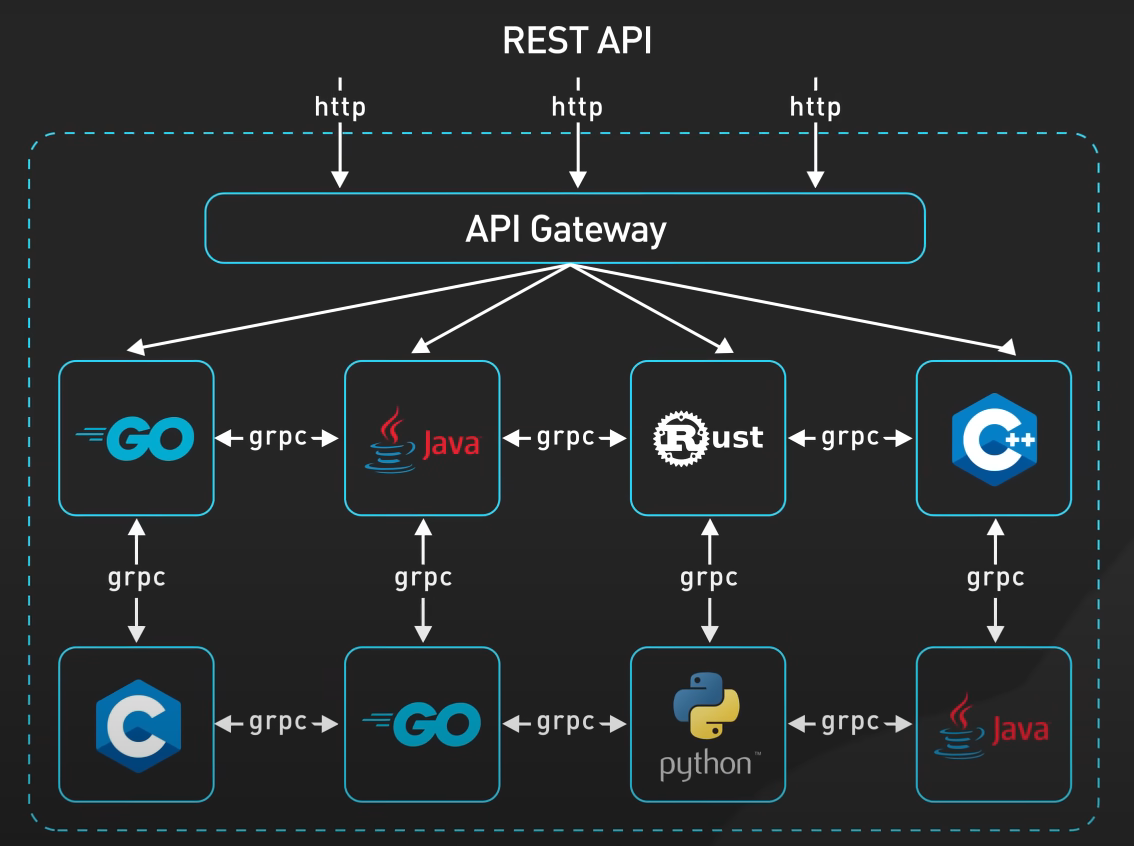 REST API
http http http
API Gateway
GO grpc Java grpc Rust grpc C++
grpc grpc grpc grpc
C grpc GO grpc python™ grpc Java